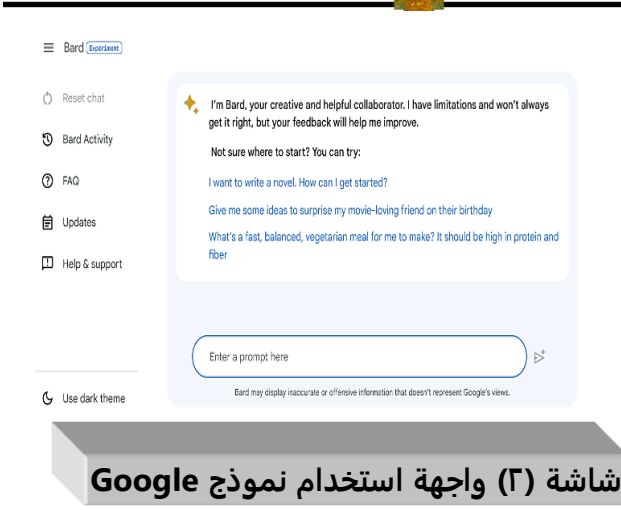 Bard Experiment
Reset chat
Bard Activity
FAQ
Updates
Help & support
Use dark theme
I'm Bard, your creative and helpful collaborator. I have limitations and won't always
get it right, but your feedback will help me improve.
Not sure where to start? You can try:
I want to write a novel. How can I get started?
Give me some ideas to surprise my movie-loving friend on their birthday
What's a fast, balanced, vegetarian meal for me to make? It should be high in protein and
fiber
Enter a prompt here
Bard may display inaccurate or offensive information that doesn't represent Google's views.
شاشة (٢) واجهة استخدام نموذج Google